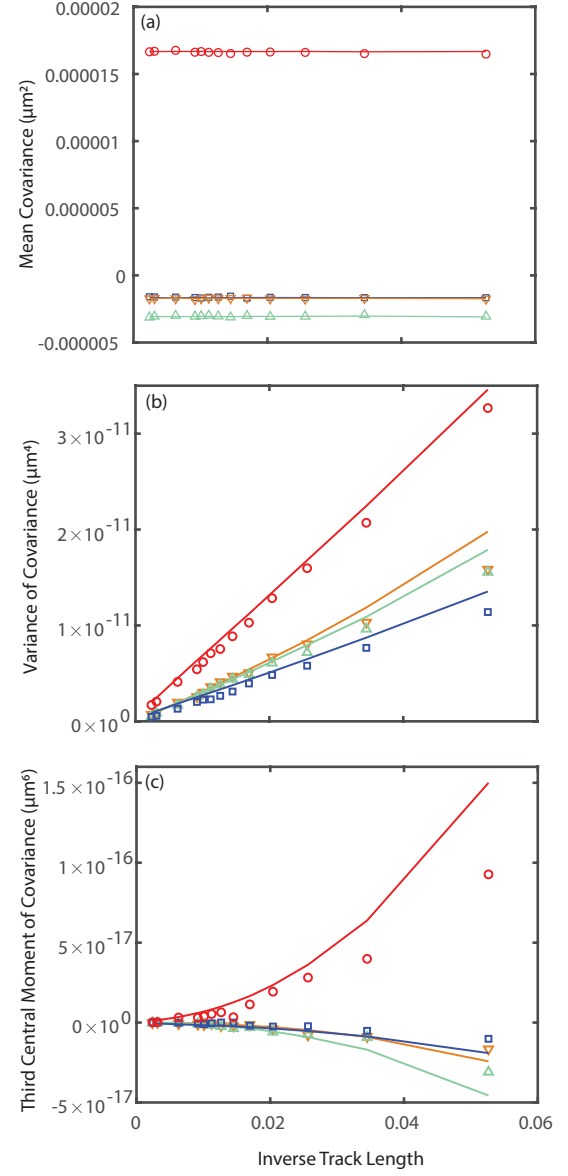 0.00002
(a)
0.000015
0.00001
0.000005
0
-0.000005
Mean Covariance (μm²)
(b)
3×10⁻¹¹
2×10⁻¹¹
1×10⁻¹¹
0×10⁰
Variance of Covariance (μm⁴)
(c)
1.5×10⁻¹⁶
1×10⁻¹⁶
5×10⁻¹⁷
0×10⁰
-5×10⁻¹⁷
Third Central Moment of Covariance (μm⁶)
0 0.02 0.04 0.06
Inverse Track Length